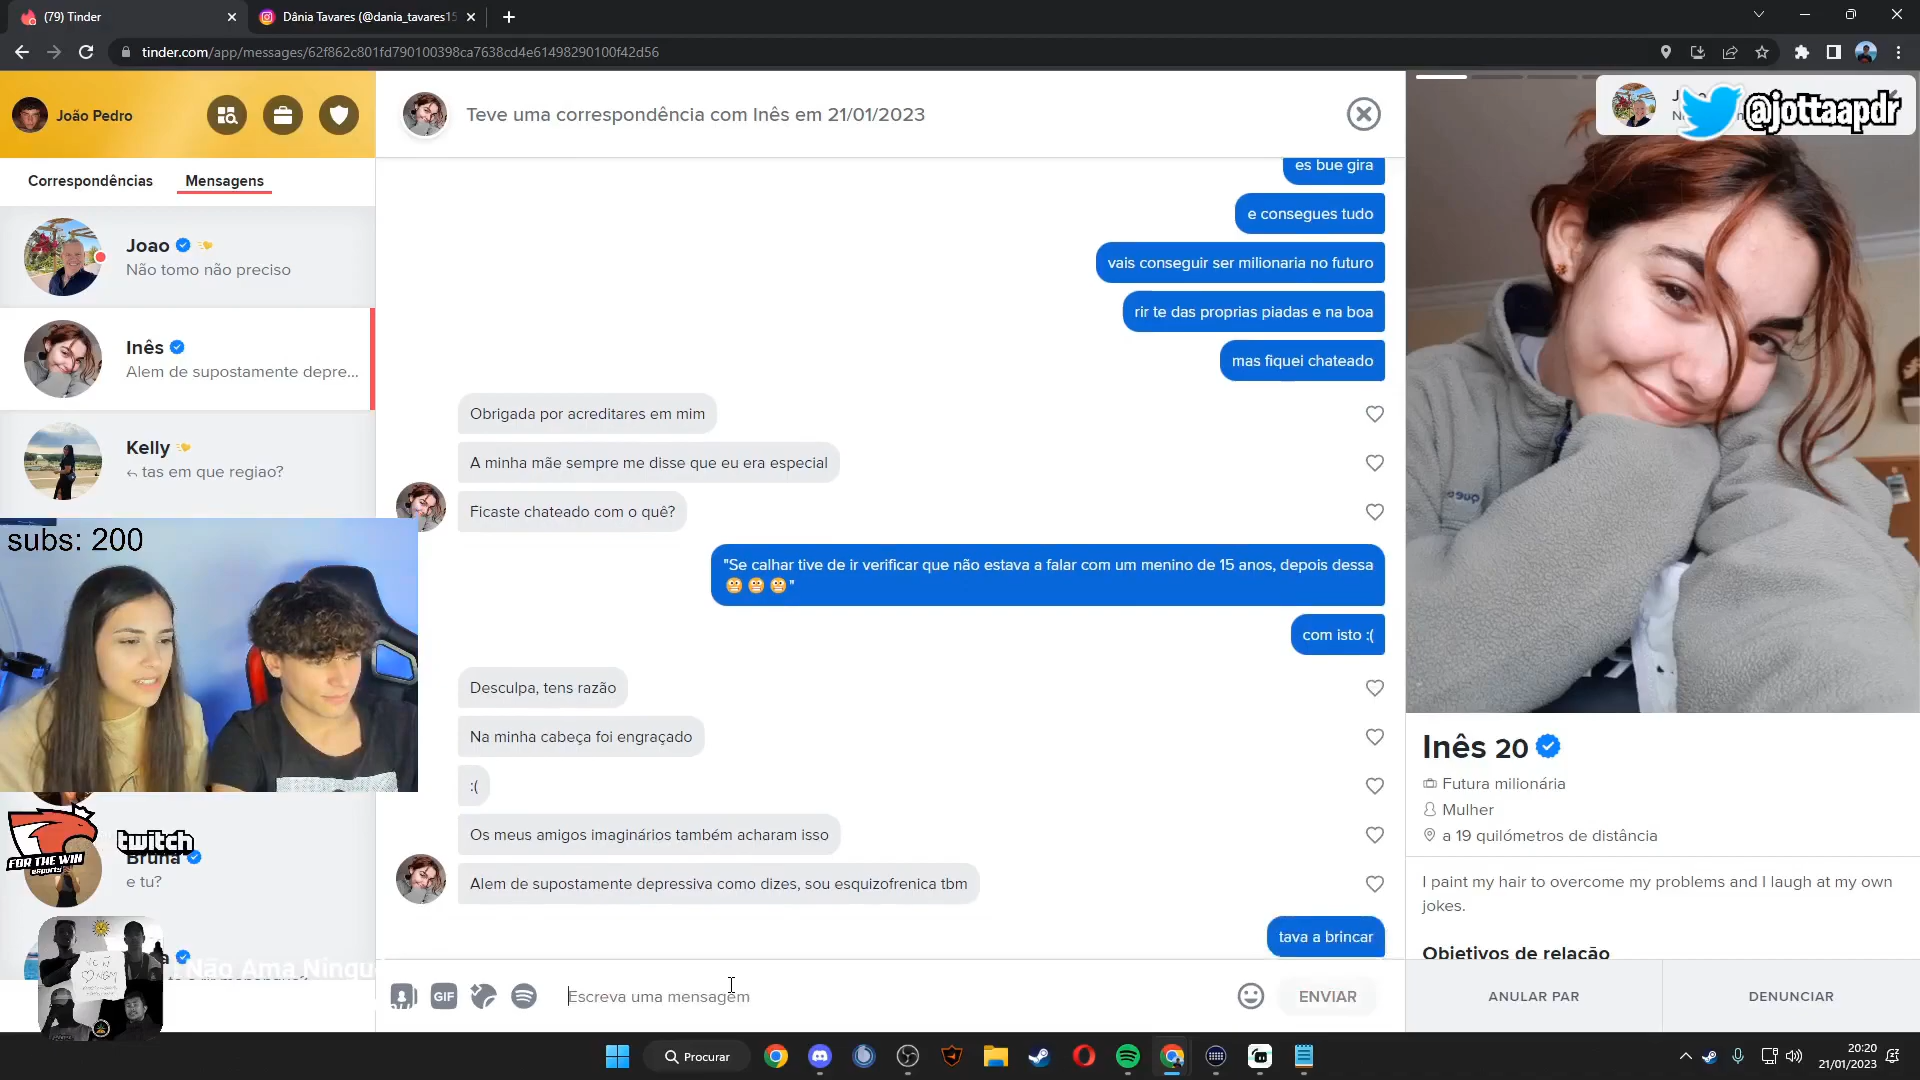 (79) Tinder
Dânia Tavares (@dania_tavares15
tinder.com/app/messages/62f862c801fd790100398ca7638cd4e61498290100f42d56
João Pedro
Correspondências
Mensagens
Joao
Não tomo não preciso
Inês
Alem de supostamente depre...
Kelly
tas em que regiao?
subs: 200
FOR THE WIN
eSports
twitch
Bruna
e tu?
Não Ama Ningu
Teve uma correspondência com Inês em 21/01/2023
es bue gira
e consegues tudo
vais conseguir ser milionaria no futuro
rir te das proprias piadas e na boa
mas fiquei chateado
Obrigada por acreditares em mim
A minha mãe sempre me disse que eu era especial
Ficaste chateado com o quê?
"Se calhar tive de ir verificar que não estava a falar com um menino de 15 anos, depois dessa
😬😬😬"
com isto :(
Desculpa, tens razão
Na minha cabeça foi engraçado
:(
Os meus amigos imaginários também acharam isso
Alem de supostamente depressiva como dizes, sou esquizofrenica tbm
tava a brincar
GIF
Escreva uma mensagem
ENVIAR
@jottaapdr
Inês 20
Futura milionária
Mulher
a 19 quilómetros de distância
I paint my hair to overcome my problems and I laugh at my own
jokes.
Objetivos de relação
ANULAR PAR
DENUNCIAR
Procurar
20:20
21/01/2023